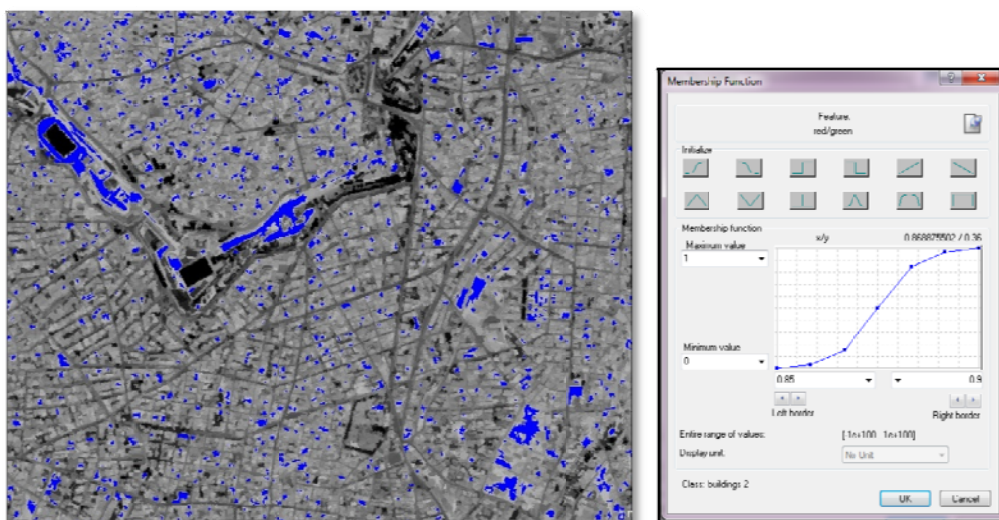 Membership Function
Feature:
red/green
Initialize
Membership function
Maximum value
x/y
0.868875502 / 0.36
1
Minimum value
0
0.85
0.9
Left border
Right border
Entire range of values:
[-1e+100...1e+100]
Display unit:
No Unit
Class: buildings 2
OK
Cancel